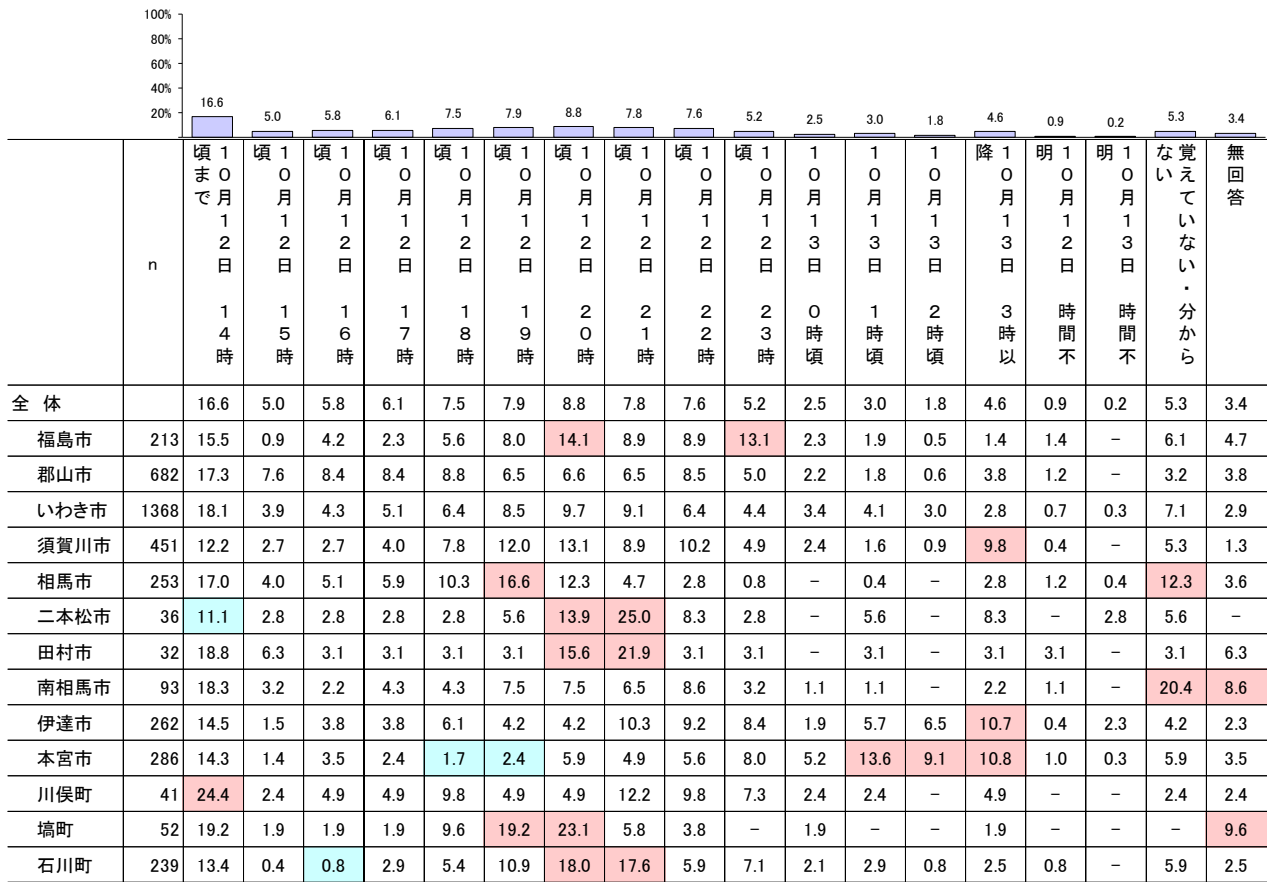 100%
80%
60%
40%
20%
16.6 5.0 5.8 6.1 7.5 7.9 8.8 7.8 7.6 5.2 2.5 3.0 1.8 4.6 0.9 0.2 5.3 3.4
n
10月12日 14時頃まで
10月12日 15時頃
10月12日 16時頃
10月12日 17時頃
10月12日 18時頃
10月12日 19時頃
10月12日 20時頃
10月12日 21時頃
10月12日 22時頃
10月12日 23時頃
10月13日 0時頃
10月13日 1時頃
10月13日 2時頃
10月13日 3時以降
10月12日 時間不明
10月13日 時間不明
覚えていない・分からない
無回答
全 体 16.6 5.0 5.8 6.1 7.5 7.9 8.8 7.8 7.6 5.2 2.5 3.0 1.8 4.6 0.9 0.2 5.3 3.4
福島市 213 15.5 0.9 4.2 2.3 5.6 8.0 14.1 8.9 8.9 13.1 2.3 1.9 0.5 1.4 1.4 － 6.1 4.7
郡山市 682 17.3 7.6 8.4 8.4 8.8 6.5 6.6 6.5 8.5 5.0 2.2 1.8 0.6 3.8 1.2 － 3.2 3.8
いわき市 1368 18.1 3.9 4.3 5.1 6.4 8.5 9.7 9.1 6.4 4.4 3.4 4.1 3.0 2.8 0.7 0.3 7.1 2.9
須賀川市 451 12.2 2.7 2.7 4.0 7.8 12.0 13.1 8.9 10.2 4.9 2.4 1.6 0.9 9.8 0.4 － 5.3 1.3
相馬市 253 17.0 4.0 5.1 5.9 10.3 16.6 12.3 4.7 2.8 0.8 － 0.4 － 2.8 1.2 0.4 12.3 3.6
二本松市 36 11.1 2.8 2.8 2.8 2.8 5.6 13.9 25.0 8.3 2.8 － 5.6 － 8.3 － 2.8 5.6 －
田村市 32 18.8 6.3 3.1 3.1 3.1 3.1 15.6 21.9 3.1 3.1 － 3.1 － 3.1 3.1 － 3.1 6.3
南相馬市 93 18.3 3.2 2.2 4.3 4.3 7.5 7.5 6.5 8.6 3.2 1.1 1.1 － 2.2 1.1 － 20.4 8.6
伊達市 262 14.5 1.5 3.8 3.8 6.1 4.2 4.2 10.3 9.2 8.4 1.9 5.7 6.5 10.7 0.4 2.3 4.2 2.3
本宮市 286 14.3 1.4 3.5 2.4 1.7 2.4 5.9 4.9 5.6 8.0 5.2 13.6 9.1 10.8 1.0 0.3 5.9 3.5
川俣町 41 24.4 2.4 4.9 4.9 9.8 4.9 4.9 12.2 9.8 7.3 2.4 2.4 － 4.9 － － 2.4 2.4
塙町 52 19.2 1.9 1.9 1.9 9.6 19.2 23.1 5.8 3.8 － 1.9 － － 1.9 － － － 9.6
石川町 239 13.4 0.4 0.8 2.9 5.4 10.9 18.0 17.6 5.9 7.1 2.1 2.9 0.8 2.5 0.8 － 5.9 2.5